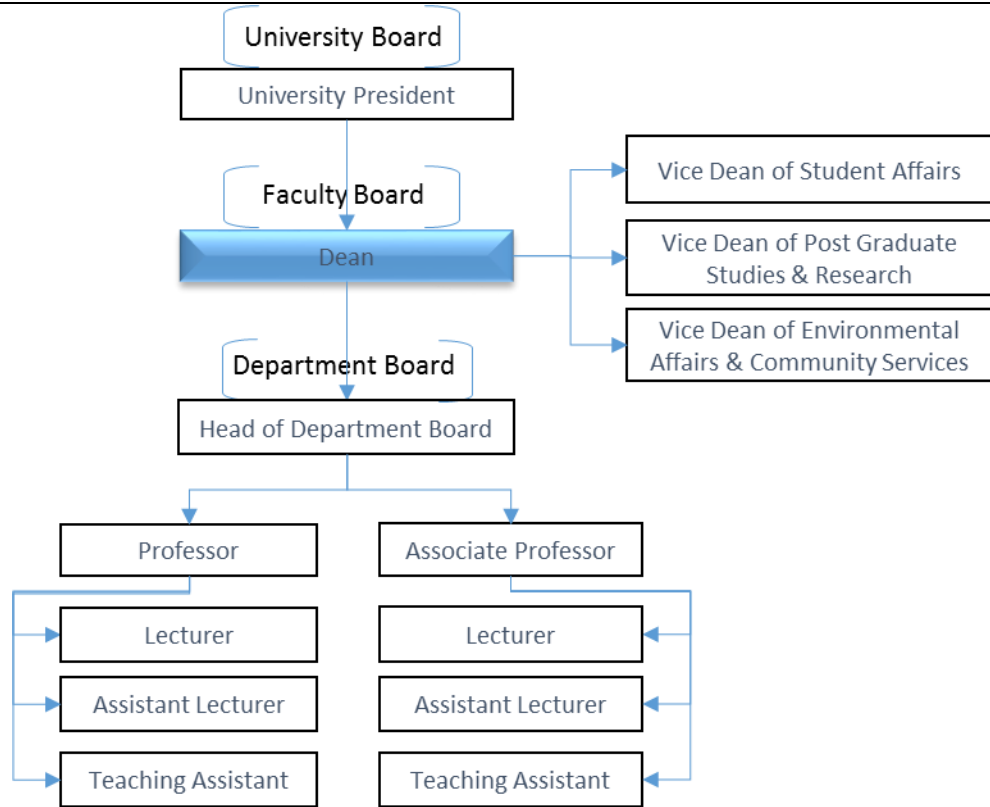 University Board
University President
Faculty Board
Dean
Vice Dean of Student Affairs
Vice Dean of Post Graduate
Studies & Research
Vice Dean of Environmental
Affairs & Community Services
Department Board
Head of Department Board
Professor
Associate Professor
Lecturer
Lecturer
Assistant Lecturer
Assistant Lecturer
Teaching Assistant
Teaching Assistant